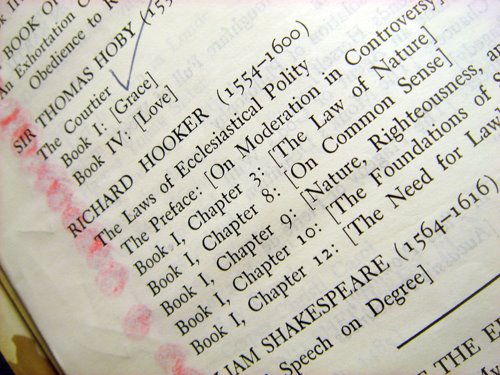 BOOK OF
An Exhortation C
Obedience to R
SIR THOMAS HOBY (15
The Courtier
Book I: [Grace]
Book IV: [Love]
RICHARD HOOKER (1554–1600)
The Laws of Ecclesiastical Polity
The Preface: [On Moderation in Controversy]
Book I, Chapter 3: [The Law of Nature]
Book I, Chapter 8: [On Common Sense]
Book I, Chapter 9: [Nature, Righteousness, an
Book I, Chapter 10: [The Foundations of
Book I, Chapter 12: [The Need for Law
LIAM SHAKESPEARE (1564–1616)
Speech on Degree]
THE E